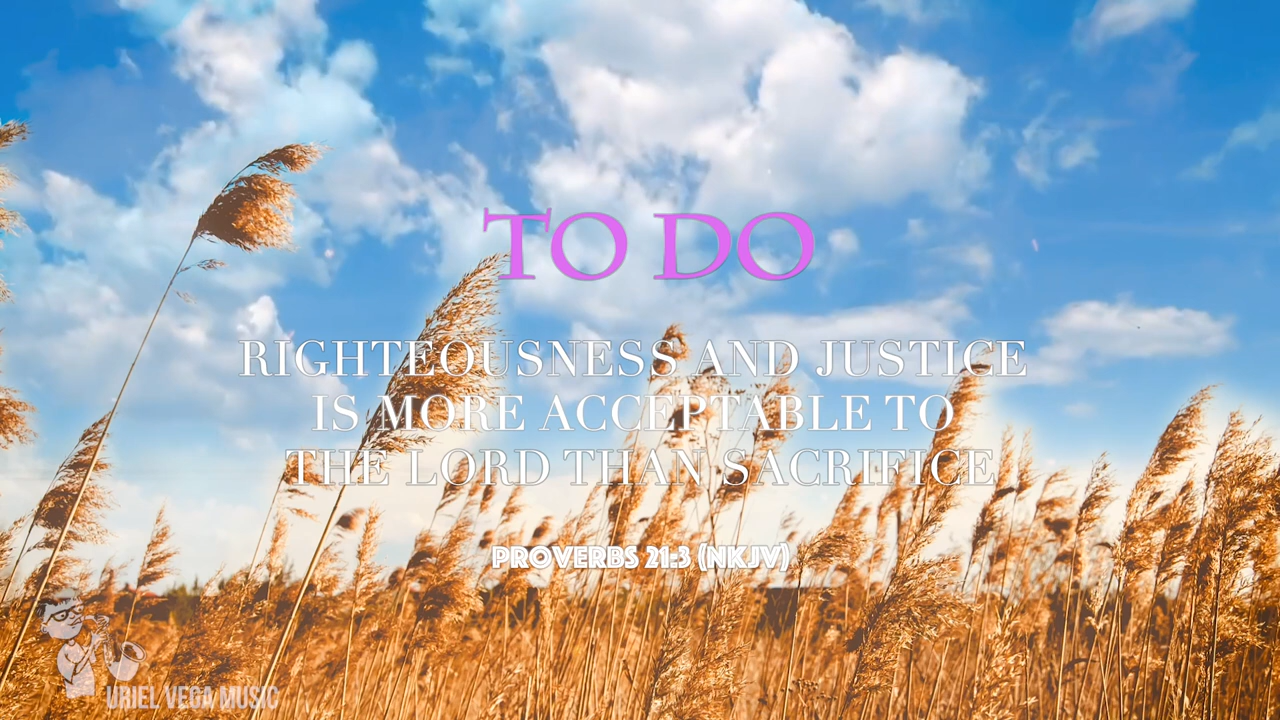 TO DO
RIGHTEOUSNESS AND JUSTICE
IS MORE ACCEPTABLE TO
THE LORD THAN SACRIFICE
PROVERBS 21:3 (NKJV)
URIEL VEGA MUSIC